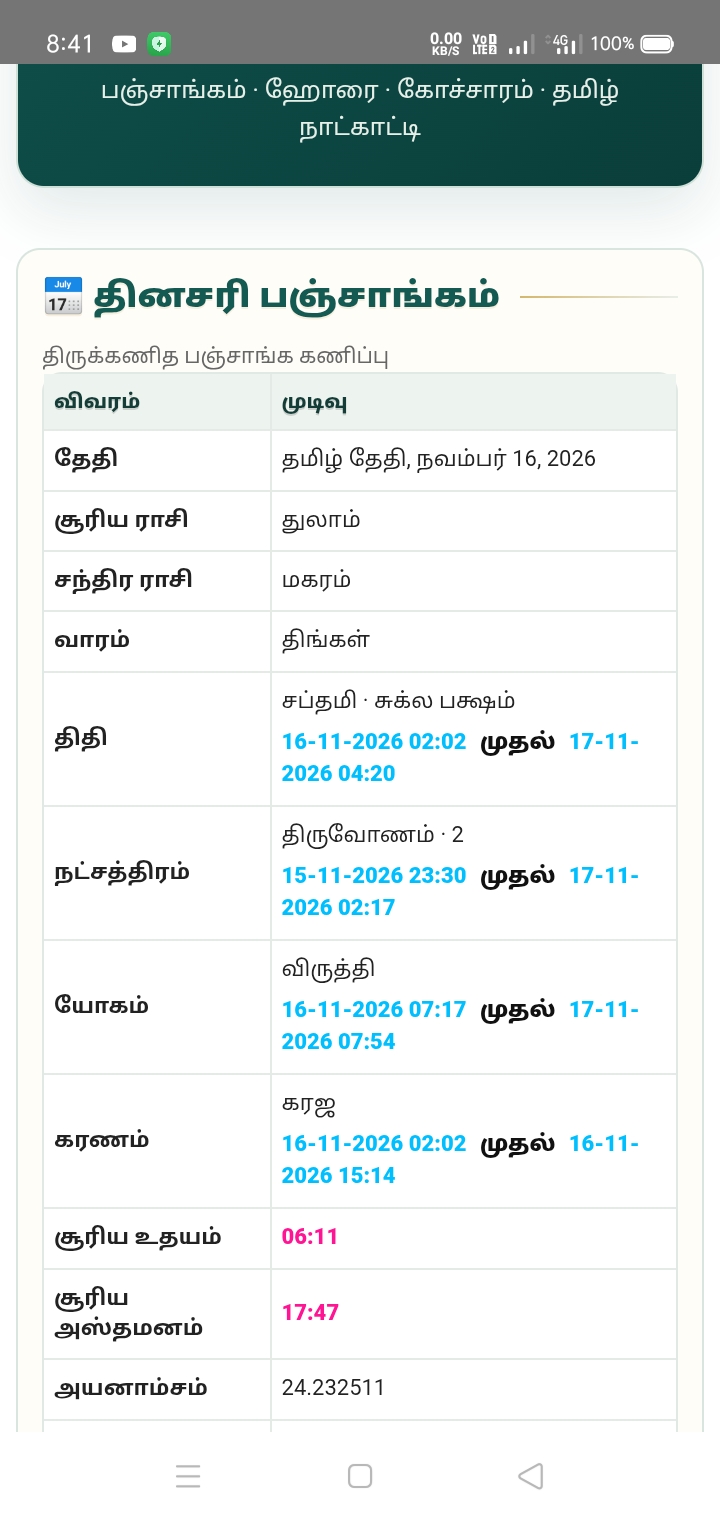 8:41 0.00 KB/S VoD LTE2 4G 100%
பஞ்சாங்கம் · ஹோரை · கோச்சாரம் · தமிழ்
நாட்காட்டி
July 17 தினசரி பஞ்சாங்கம்
திருக்கணித பஞ்சாங்க கணிப்பு
விவரம் முடிவு
தேதி தமிழ் தேதி, நவம்பர் 16, 2026
சூரிய ராசி துலாம்
சந்திர ராசி மகரம்
வாரம் திங்கள்
திதி சப்தமி · சுக்ல பக்ஷம்
16-11-2026 02:02 முதல் 17-11-
2026 04:20
நட்சத்திரம் திருவோணம் · 2
15-11-2026 23:30 முதல் 17-11-
2026 02:17
யோகம் விருத்தி
16-11-2026 07:17 முதல் 17-11-
2026 07:54
கரணம் கரஜ
16-11-2026 02:02 முதல் 16-11-
2026 15:14
சூரிய உதயம் 06:11
சூரிய
அஸ்தமனம் 17:47
அயனாம்சம் 24.232511